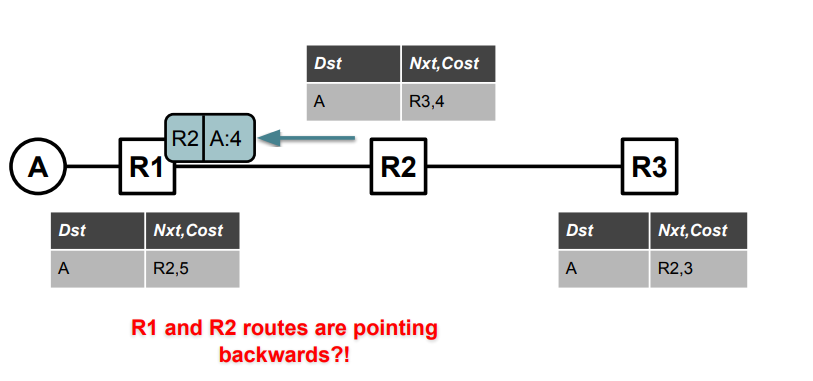 Dst Nxt,Cost
A R3,4
R2 A:4
A R1 R2 R3
Dst Nxt,Cost
A R2,5
Dst Nxt,Cost
A R2,3
R1 and R2 routes are pointing
backwards?!